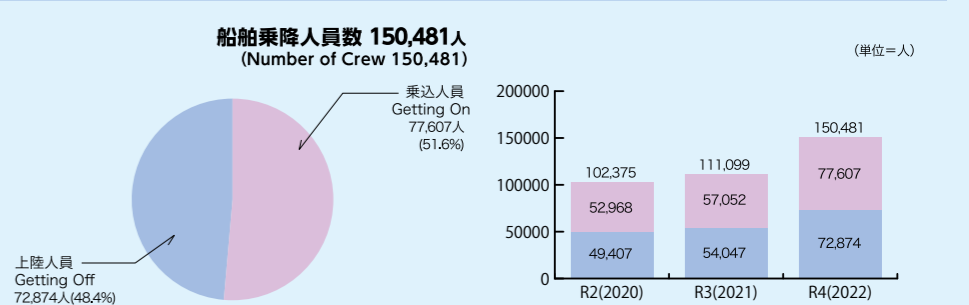 船舶乗降人員数 150,481人
(Number of Crew 150,481)
乗込人員
Getting On
77,607人
(51.6%)
上陸人員
Getting Off
72,874人(48.4%)
(単位=人)
200000
150000
100000
50000
0
102,375
52,968
49,407
R2(2020)
111,099
57,052
54,047
R3(2021)
150,481
77,607
72,874
R4(2022)